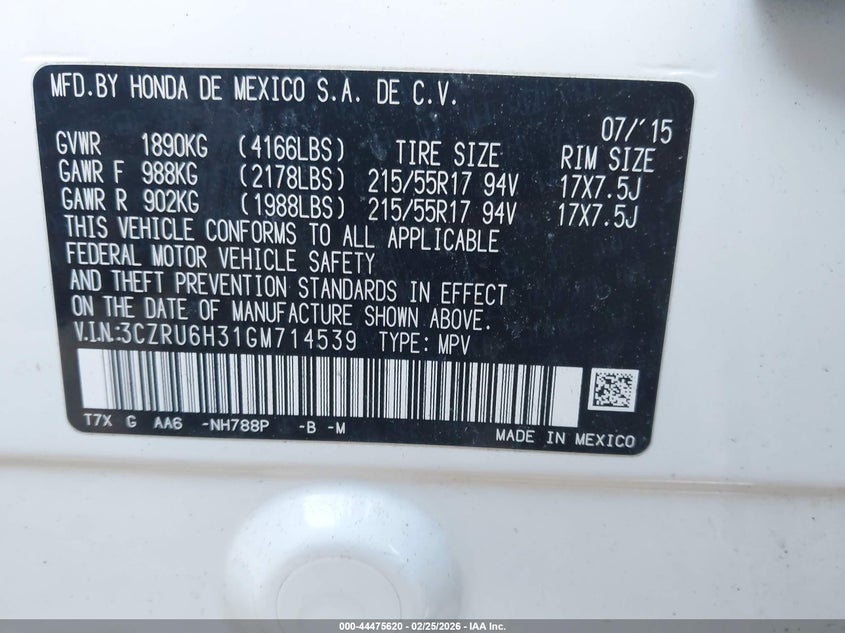 MFD.BY HONDA DE MEXICO S.A. DE C.V.
07/'15
GVWR 1890KG (4166LBS) TIRE SIZE RIM SIZE
GAWR F 988KG (2178LBS) 215/55R17 94V 17X7.5J
GAWR R 902KG (1988LBS) 215/55R17 94V 17X7.5J
THIS VEHICLE CONFORMS TO ALL APPLICABLE
FEDERAL MOTOR VEHICLE SAFETY
AND THEFT PREVENTION STANDARDS IN EFFECT
ON THE DATE OF MANUFACTURE SHOWN ABOVE.
V.I.N:3CZRU6H31GM714539 TYPE: MPV
T7X G AA6 -NH788P -B -M
MADE IN MEXICO
000-44475620 - 02/25/2026 - IAA Inc.